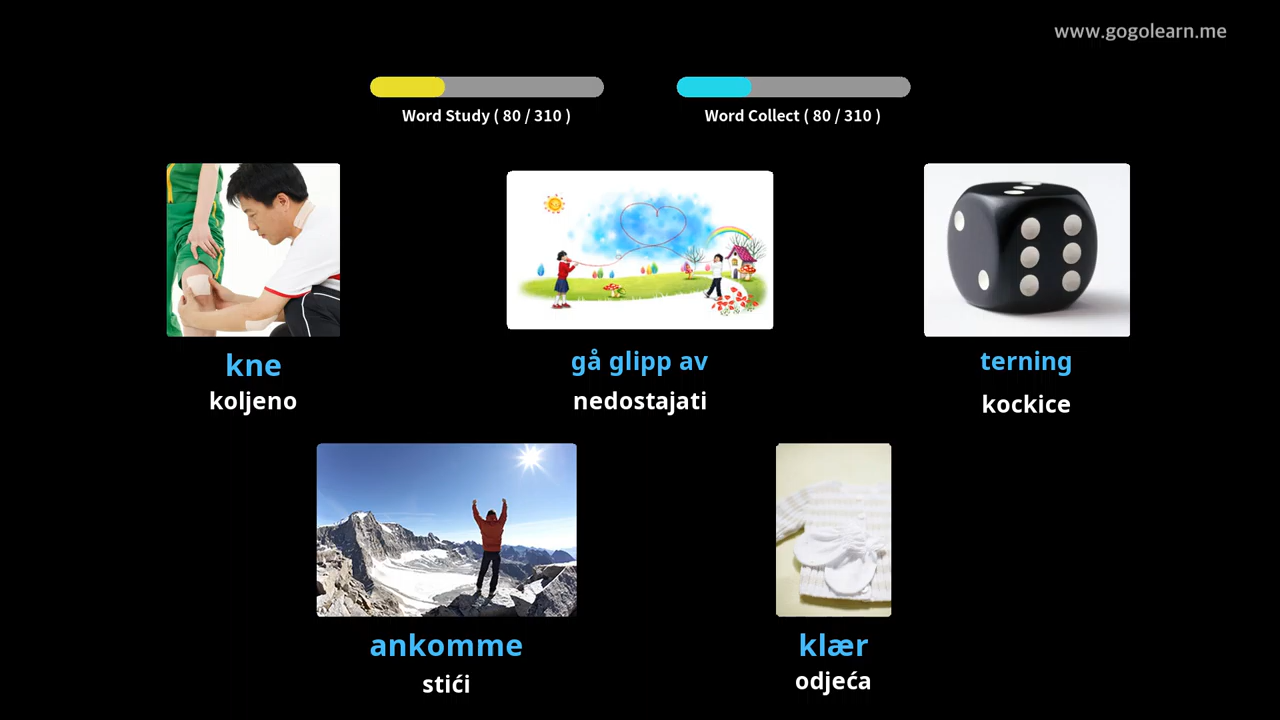 www.gogolearn.me
Word Study ( 80 / 310 )
Word Collect ( 80 / 310 )
kne
koljeno
gå glipp av
nedostajati
terning
kockice
ankomme
stići
klær
odjeća